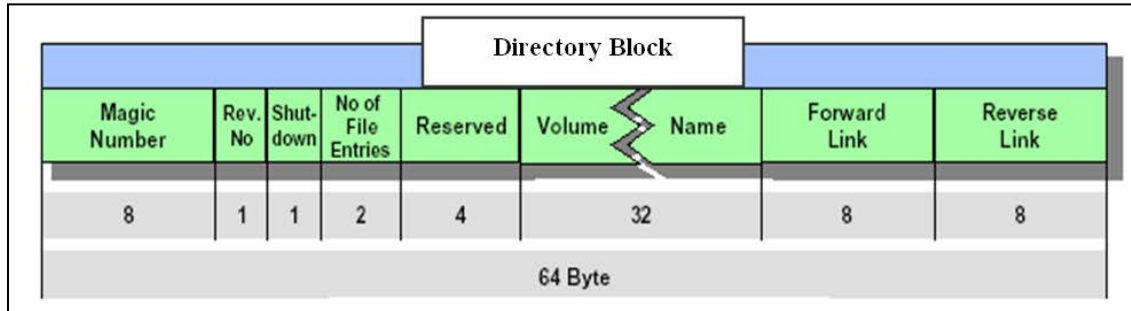 Directory Block
Magic
Number
Rev.
No
Shut-
down
No of
File
Entries
Reserved
Volume
Name
Forward
Link
Reverse
Link
8
1
1
2
4
32
8
8
64 Byte